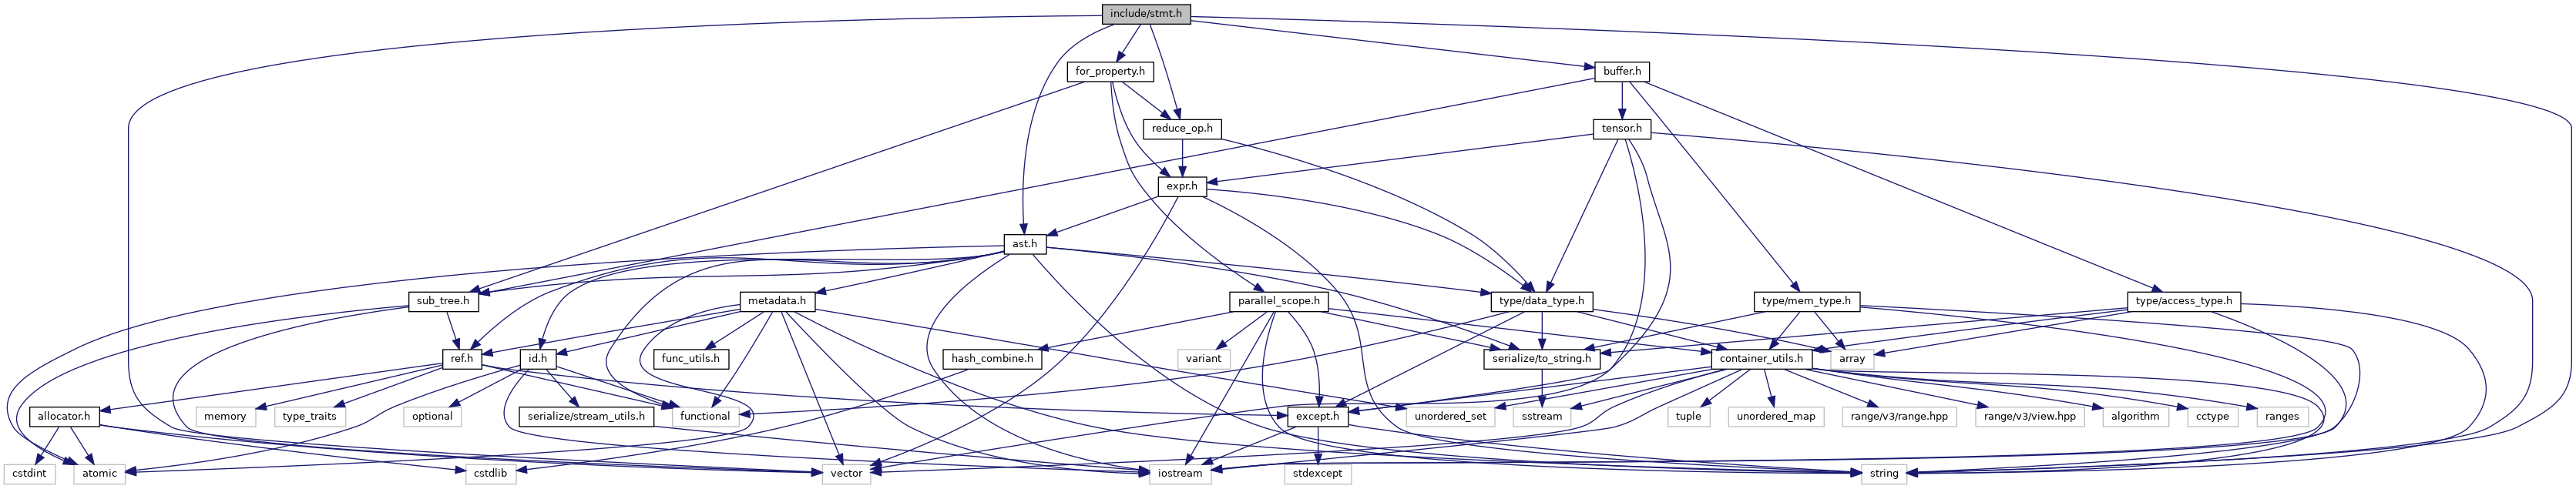 include/stmt.h
for_property.h
buffer.h
reduce_op.h
tensor.h
expr.h
ast.h
sub_tree.h
metadata.h
parallel_scope.h
type/data_type.h
type/mem_type.h
type/access_type.h
ref.h
id.h
func_utils.h
hash_combine.h
variant
serialize/to_string.h
container_utils.h
array
allocator.h
memory
type_traits
optional
serialize/stream_utils.h
functional
except.h
unordered_set
sstream
tuple
unordered_map
range/v3/range.hpp
range/v3/view.hpp
algorithm
cctype
ranges
cstdint
atomic
cstdlib
vector
iostream
stdexcept
string